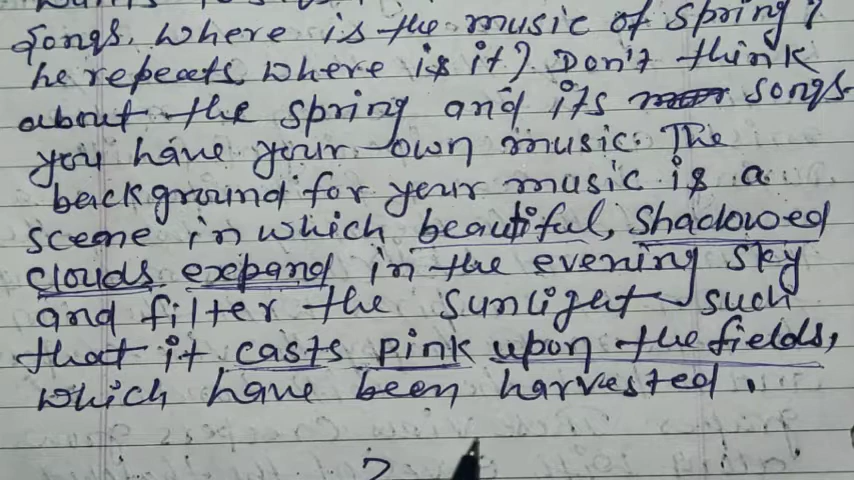 songs, where is the music of spring?
he repeats, where is it? Don't think
about the spring and its songs.
you have your own music. The
background for your music is a
scene in which beautiful, shadowed
clouds expand in the evening sky
and filter the sunlight such
that it casts pink upon the fields,
which have been harvested.